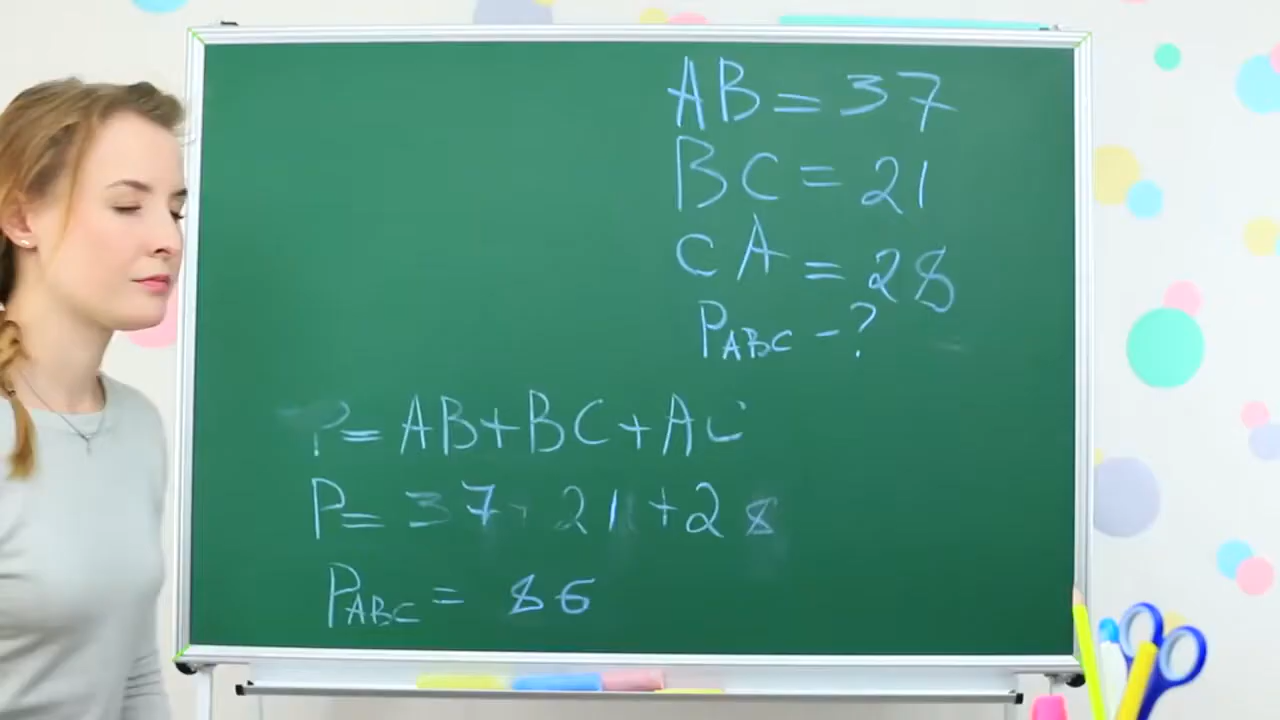 AB = 37
BC = 21
CA = 28
PABC - ?
P = AB + BC + AC
P = 37 + 21 + 28
PABC = 86